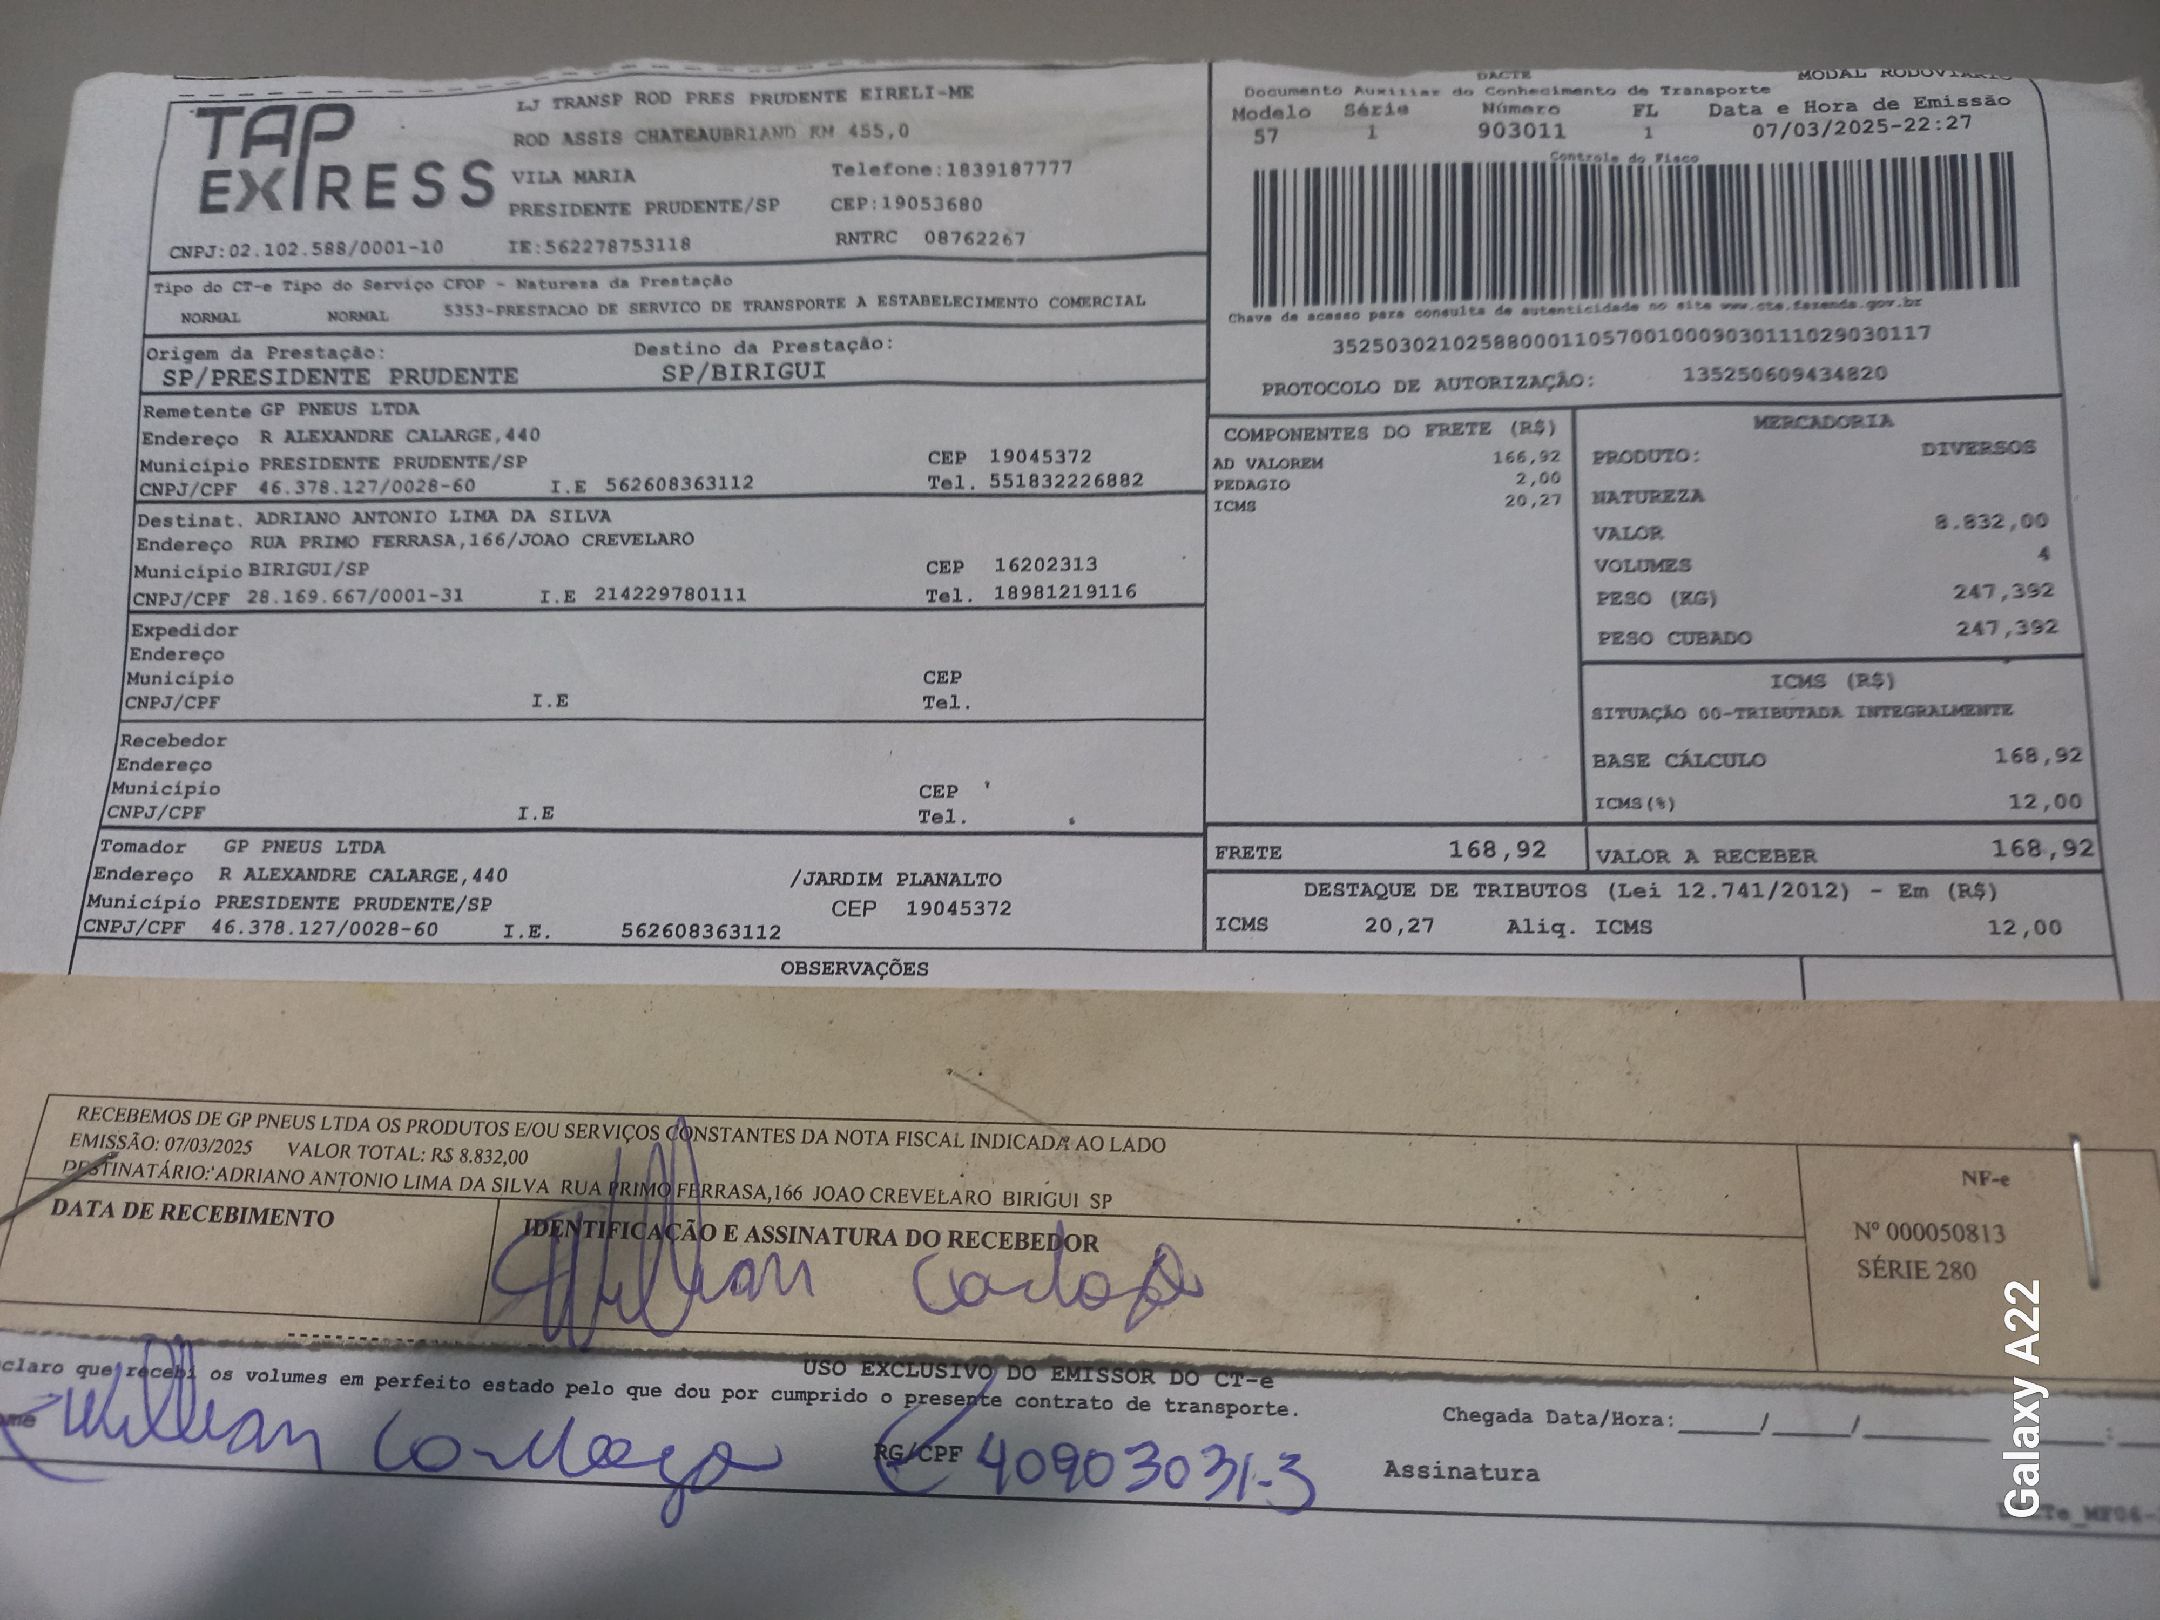 DACTE
MODAL RODOVIÁRIO
TAP EXPRESS
LJ TRANSP ROD PRES PRUDENTE EIRELI-ME
ROD ASSIS CHATEAUBRIAND KM 455,0
VILA MARIA
Telefone:1839187777
PRESIDENTE PRUDENTE/SP
CEP:19053680
CNPJ:02.102.588/0001-10
IE:562278753118
RNTRC 08762267
Documento Auxiliar do Conhecimento de Transporte
Modelo Série Número FL Data e Hora de Emissão
57 1 903011 1 07/03/2025-22:27
Controle do Fisco
Chave de acesso para consulta de autenticidade no site www.cte.fazenda.gov.br
35250302102588000110570010009030111029030117
PROTOCOLO DE AUTORIZAÇÃO: 135250609434820
Tipo do CT-e Tipo do Serviço CFOP - Natureza da Prestação
NORMAL NORMAL 5353-PRESTACAO DE SERVICO DE TRANSPORTE A ESTABELECIMENTO COMERCIAL
Origem da Prestação: Destino da Prestação:
SP/PRESIDENTE PRUDENTE SP/BIRIGUI
Remetente GP PNEUS LTDA
Endereço R ALEXANDRE CALARGE,440
Município PRESIDENTE PRUDENTE/SP CEP 19045372
CNPJ/CPF 46.378.127/0028-60 I.E 562608363112 Tel. 551832226882
Destinat. ADRIANO ANTONIO LIMA DA SILVA
Endereço RUA PRIMO FERRASA,166/JOAO CREVELARO
Município BIRIGUI/SP CEP 16202313
CNPJ/CPF 28.169.667/0001-31 I.E 214229780111 Tel. 18981219116
Expedidor
Endereço
Município CEP
CNPJ/CPF I.E Tel.
Recebedor
Endereço
Município CEP
CNPJ/CPF I.E Tel.
Tomador GP PNEUS LTDA
Endereço R ALEXANDRE CALARGE,440 /JARDIM PLANALTO
Município PRESIDENTE PRUDENTE/SP CEP 19045372
CNPJ/CPF 46.378.127/0028-60 I.E. 562608363112
COMPONENTES DO FRETE (R$)
AD VALOREM 166,92
PEDAGIO 2,00
ICMS 20,27
MERCADORIA
PRODUTO: DIVERSOS
NATUREZA
VALOR 8.832,00
VOLUMES 4
PESO (KG) 247,392
PESO CUBADO 247,392
ICMS (R$)
SITUAÇÃO 00-TRIBUTADA INTEGRALMENTE
BASE CÁLCULO 168,92
ICMS(%) 12,00
FRETE 168,92 VALOR A RECEBER 168,92
DESTAQUE DE TRIBUTOS (Lei 12.741/2012) - Em (R$)
ICMS 20,27 Aliq. ICMS 12,00
OBSERVAÇÕES
RECEBEMOS DE GP PNEUS LTDA OS PRODUTOS E/OU SERVIÇOS CONSTANTES DA NOTA FISCAL INDICADA AO LADO
EMISSÃO: 07/03/2025 VALOR TOTAL: R$ 8.832,00
DESTINATÁRIO: ADRIANO ANTONIO LIMA DA SILVA RUA PRIMO FERRASA,166 JOAO CREVELARO BIRIGUI SP
DATA DE RECEBIMENTO
IDENTIFICAÇÃO E ASSINATURA DO RECEBEDOR
Willian
NF-e
Nº 000050813
SÉRIE 280
USO EXCLUSIVO DO EMISSOR DO CT-e
claro que recebi os volumes em perfeito estado pelo que dou por cumprido o presente contrato de transporte.
Willian
RG/CPF 40903031-3
Chegada Data/Hora:_____/_____/________ _____:
Assinatura
Galaxy A22